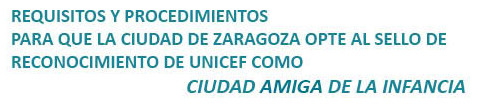 REQUISITOS Y PROCEDIMIENTOS
PARA QUE LA CIUDAD DE ZARAGOZA OPTE AL SELLO DE
RECONOCIMIENTO DE UNICEF COMO
CIUDAD AMIGA DE LA INFANCIA